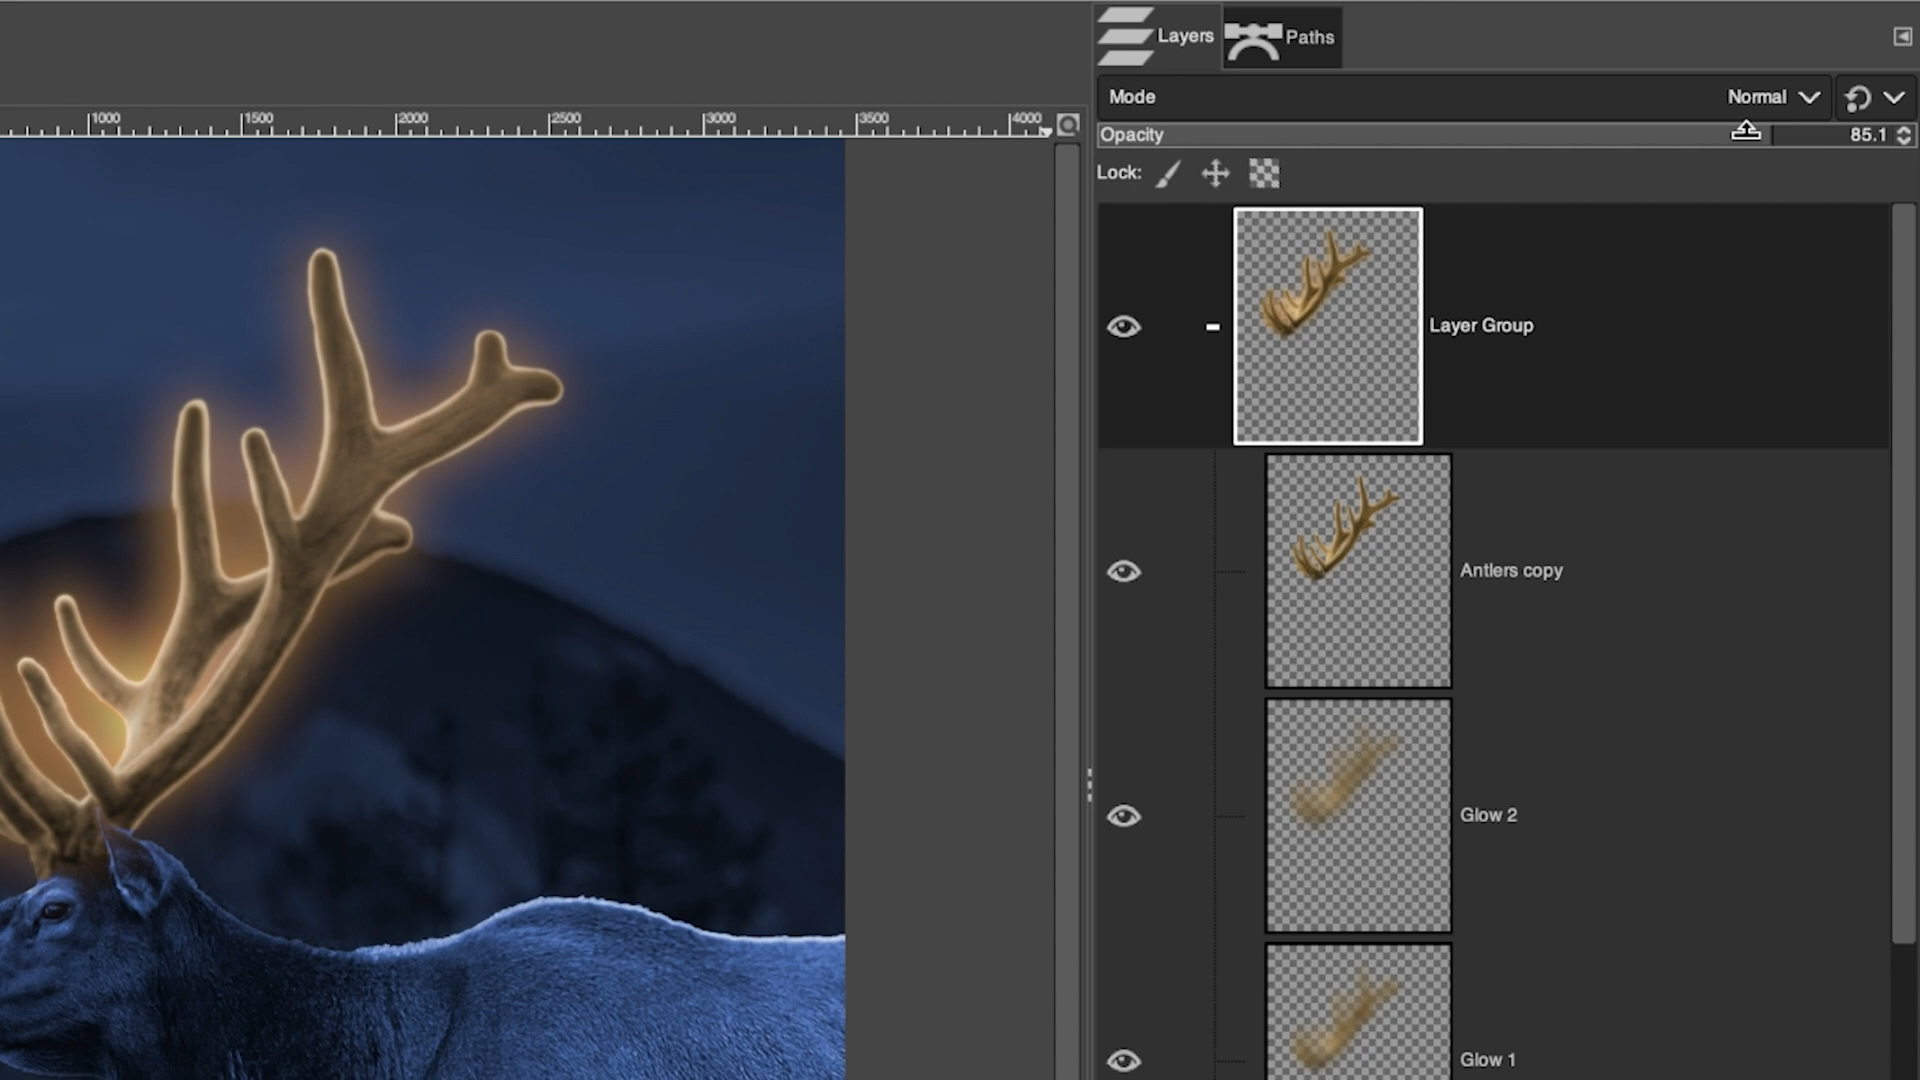 Layers
Paths
Mode
Normal
Opacity
85.1
Lock:
1000
1500
2000
2500
3000
3500
4000
Layer Group
Antlers copy
Glow 2
Glow 1